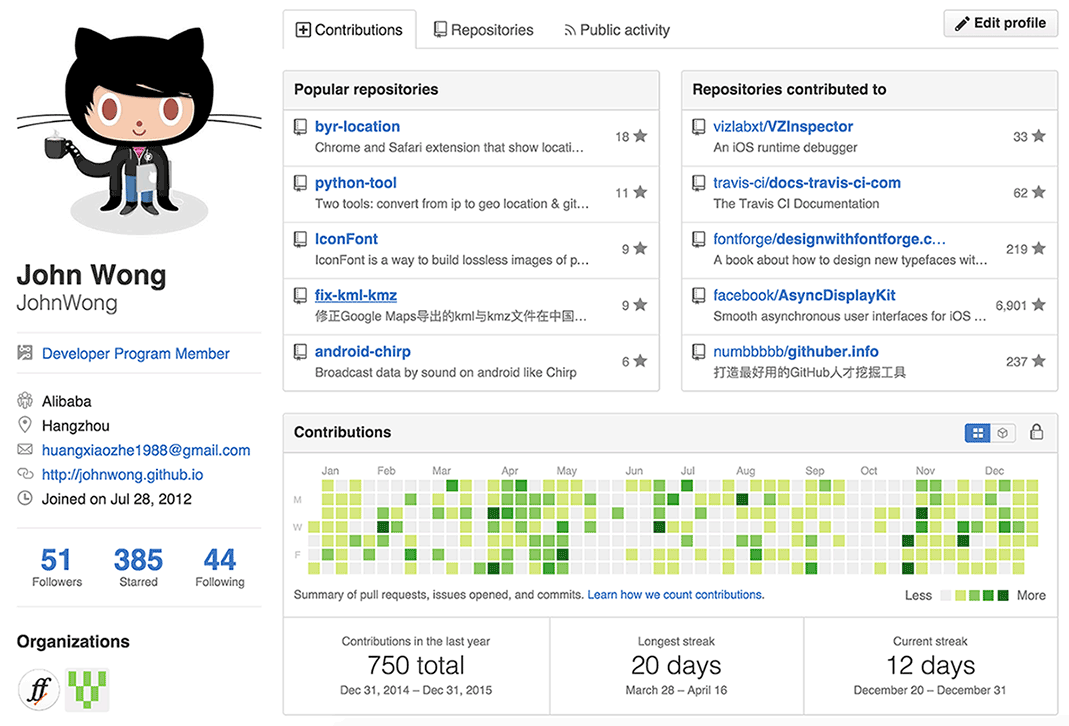 Contributions
Repositories
Public activity
Edit profile
John Wong
JohnWong
Developer Program Member
Alibaba
Hangzhou
huangxiaozhe1988@gmail.com
http://johnwong.github.io
Joined on Jul 28, 2012
51 385 44
Followers Starred Following
Organizations
ff
Popular repositories
byr-location
Chrome and Safari extension that show locati…
18
python-tool
Two tools: convert from ip to geo location & git…
11
IconFont
IconFont is a way to build lossless images of p…
9
fix-kml-kmz
修正Google Maps导出的kml与kmz文件在中国…
9
android-chirp
Broadcast data by sound on android like Chirp
6
Repositories contributed to
vizlabxt/VZInspector
An iOS runtime debugger
33
travis-ci/docs-travis-ci-com
The Travis CI Documentation
62
fontforge/designwithfontforge.c…
A book about how to design new typefaces wit…
219
facebook/AsyncDisplayKit
Smooth asynchronous user interfaces for iOS …
6,901
numbbbbb/githuber.info
打造最好用的GitHub人才挖掘工具
237
Contributions
Jan Feb Mar Apr May Jun Jul Aug Sep Oct Nov Dec
M
W
F
Summary of pull requests, issues opened, and commits. Learn how we count contributions.
Less More
Contributions in the last year
750 total
Dec 31, 2014 – Dec 31, 2015
Longest streak
20 days
March 28 – April 16
Current streak
12 days
December 20 – December 31